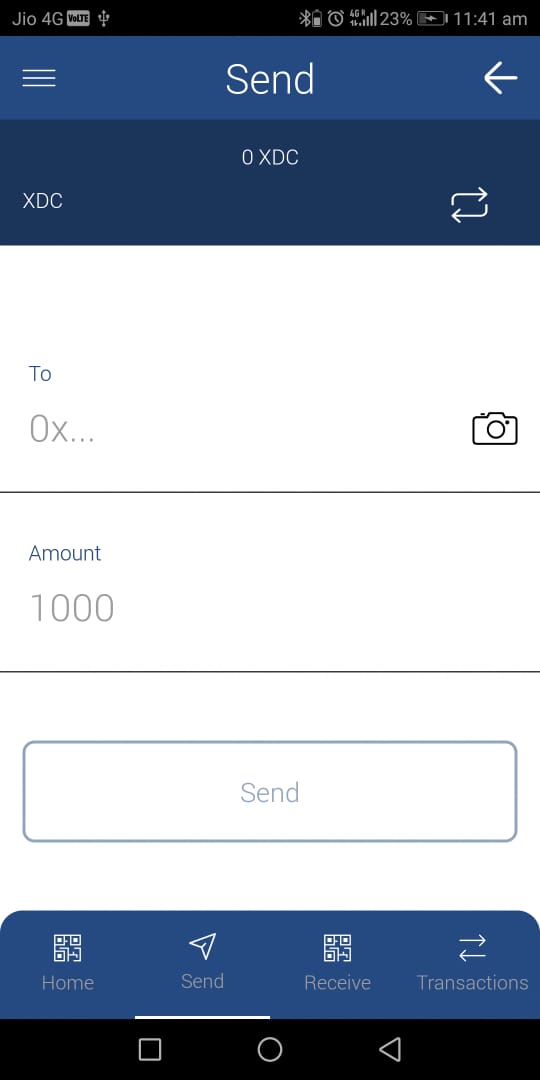 Jio 4G VoLTE 4G R 23% 11:41 am
Send
0 XDC
XDC
To
0x...
Amount
1000
Send
Home Send Receive Transactions